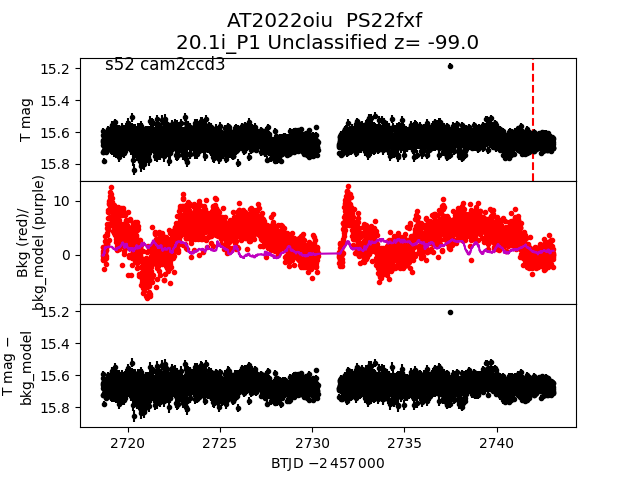 AT2022oiu  PS22fxf
20.1i_P1 Unclassified z= -99.0
s52 cam2ccd3
15.2
15.4
15.6
15.8
T mag
10
0
Bkg (red)/
bkg_model (purple)
15.2
15.4
15.6
15.8
T mag −
bkg_model
2720
2725
2730
2735
2740
BTJD −2 457 000